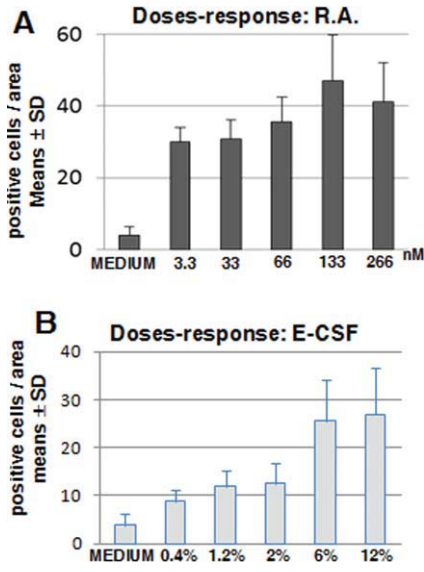 A
Doses-response: R.A.
positive cells / area
Means ± SD
60
40
20
0
MEDIUM 3.3 33 66 133 266 nM
B
Doses-response: E-CSF
positive cells / area
means ± SD
40
30
20
10
0
MEDIUM 0.4% 1.2% 2% 6% 12%